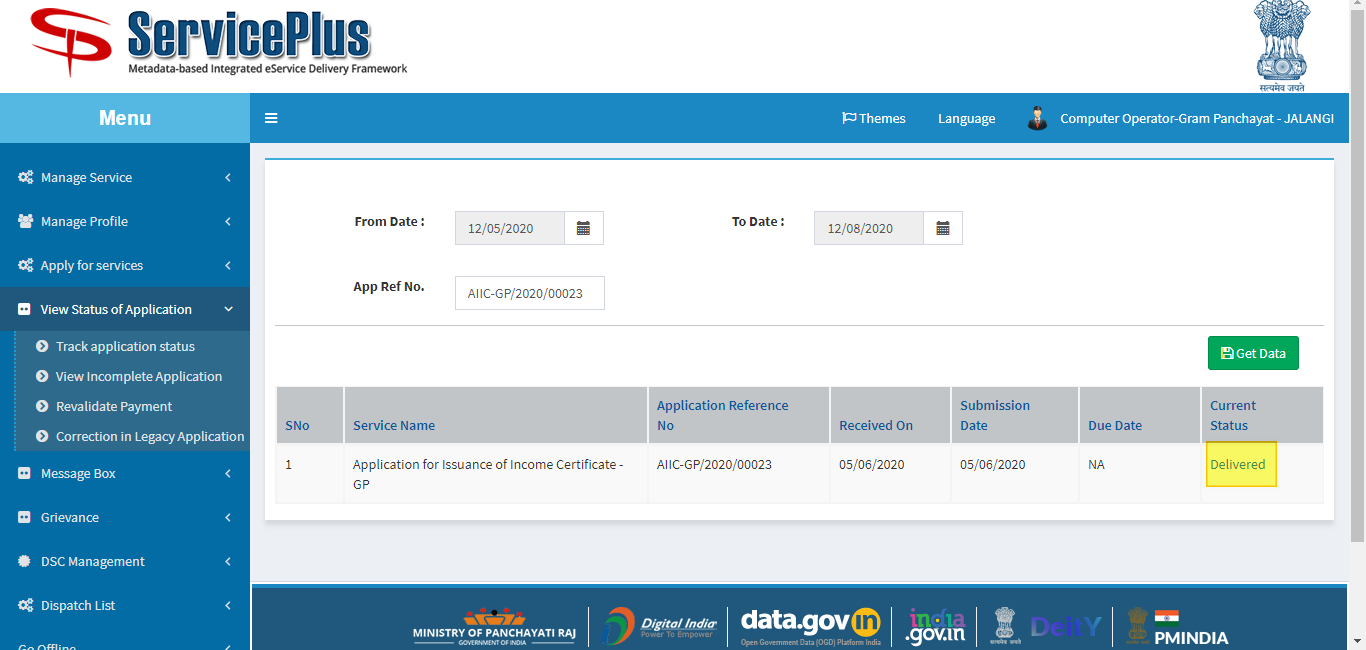 ServicePlus
Metadata-based Integrated eService Delivery Framework
सत्यमेव जयते
Menu
Themes
Language
Computer Operator-Gram Panchayat - JALANGI
Manage Service
Manage Profile
Apply for services
View Status of Application
Track application status
View Incomplete Application
Revalidate Payment
Correction in Legacy Application
Message Box
Grievance
DSC Management
Dispatch List
Go Offline
From Date :
12/05/2020
To Date :
12/08/2020
App Ref No.
AIIC-GP/2020/00023
Get Data
SNo
Service Name
Application Reference
No
Received On
Submission
Date
Due Date
Current
Status
1
Application for Issuance of Income Certificate -
GP
AIIC-GP/2020/00023
05/06/2020
05/06/2020
NA
Delivered
MINISTRY OF PANCHAYATI RAJ
GOVERNMENT OF INDIA
Digital India
Power To Empower
data.gov in
Open Government Data (OGD) Platform India
india
.gov.in
सत्यमेव जयते
DeitY
PMINDIA